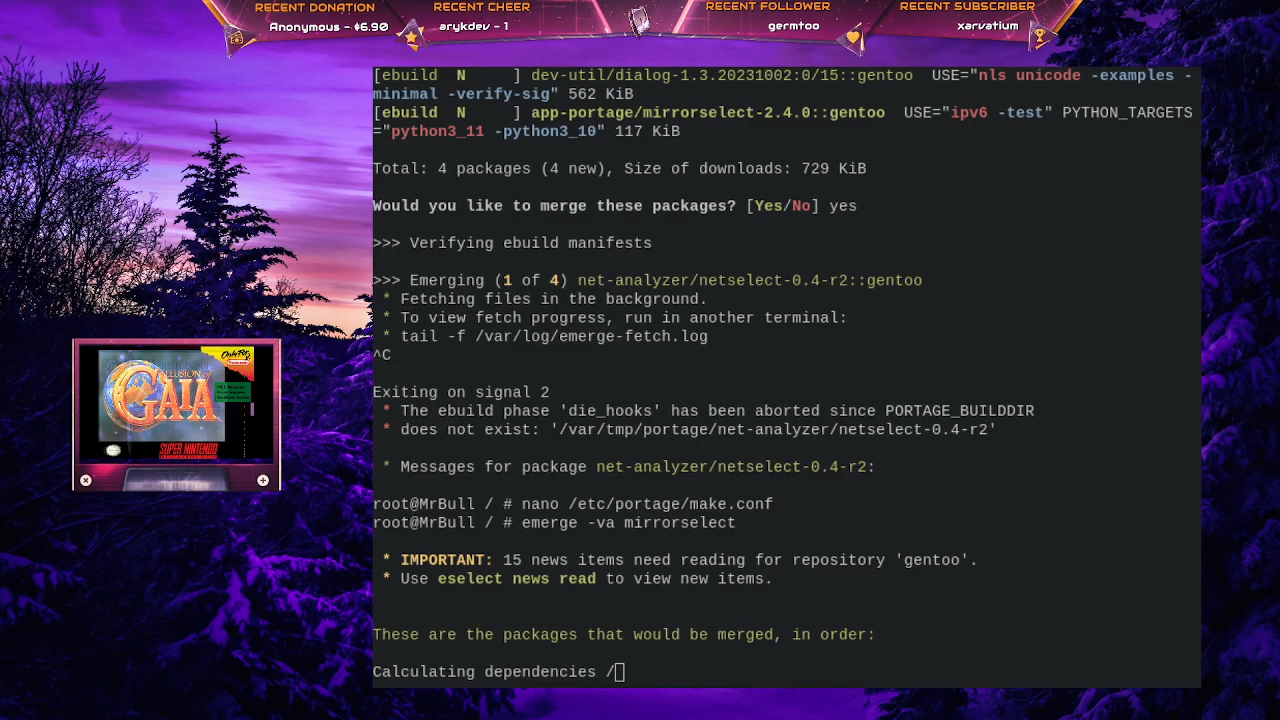 RECENT DONATION
Anonymous - $6.90
RECENT CHEER
arykdev - 1
RECENT FOLLOWER
germtoo
RECENT SUBSCRIBER
xarvatium
[ebuild  N     ] dev-util/dialog-1.3.20231002:0/15::gentoo  USE="nls unicode -examples -
minimal -verify-sig" 562 KiB
[ebuild  N     ] app-portage/mirrorselect-2.4.0::gentoo  USE="ipv6 -test" PYTHON_TARGETS
="python3_11 -python3_10" 117 KiB
Total: 4 packages (4 new), Size of downloads: 729 KiB
Would you like to merge these packages? [Yes/No] yes
>>> Verifying ebuild manifests
>>> Emerging (1 of 4) net-analyzer/netselect-0.4-r2::gentoo
* Fetching files in the background.
* To view fetch progress, run in another terminal:
* tail -f /var/log/emerge-fetch.log
^C
Exiting on signal 2
* The ebuild phase 'die_hooks' has been aborted since PORTAGE_BUILDDIR
* does not exist: '/var/tmp/portage/net-analyzer/netselect-0.4-r2'
* Messages for package net-analyzer/netselect-0.4-r2:
root@MrBull / # nano /etc/portage/make.conf
root@MrBull / # emerge -va mirrorselect
* IMPORTANT: 15 news items need reading for repository 'gentoo'.
* Use eselect news read to view new items.
These are the packages that would be merged, in order:
Calculating dependencies /
ILLUSION of
GAIA
SUPER NINTENDO